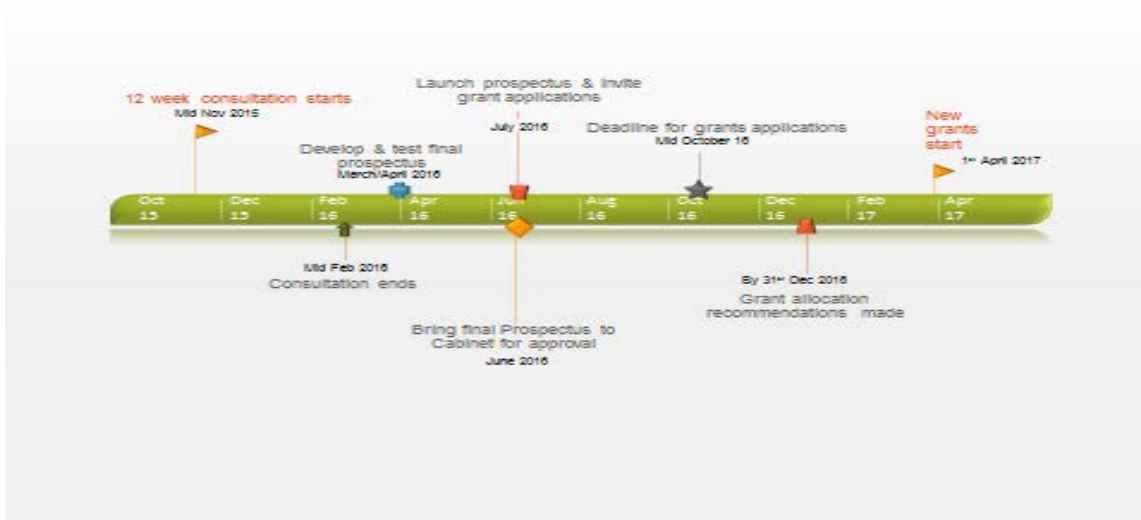 Launch prospectus & Invite
grant applications
July 2016
12 week consultation starts
Mid Nov 2015
Develop & test final
prospectus
March/April 2016
Deadline for grants applications
Mid October 16
New
grants
start
1st April 2017
Oct
15
Dec
15
Feb
16
Apr
16
Jun
16
Aug
16
Oct
16
Dec
16
Feb
17
Apr
17
Mid Feb 2016
Consultation ends
Bring final Prospectus to
Cabinet for approval
June 2016
By 31st Dec 2016
Grant allocation
recommendations made